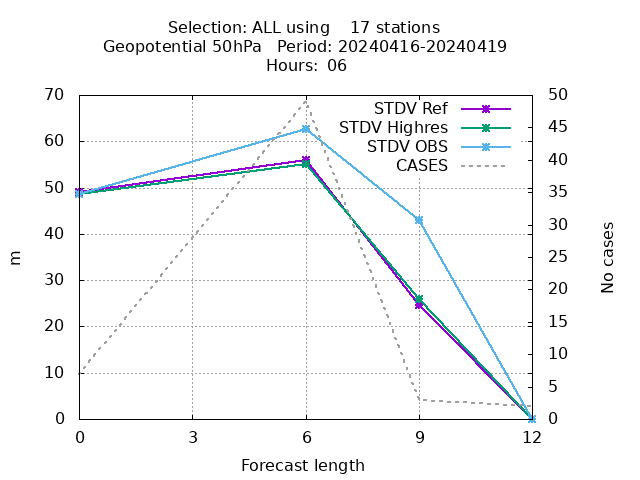 Selection: ALL using    17 stations
Geopotential 50hPa   Period: 20240416-20240419
Hours: 06
70
60
50
40
30
20
10
0
m
50
45
40
35
30
25
20
15
10
5
0
No cases
STDV Ref
STDV Highres
STDV OBS
CASES
0 3 6 9 12
Forecast length